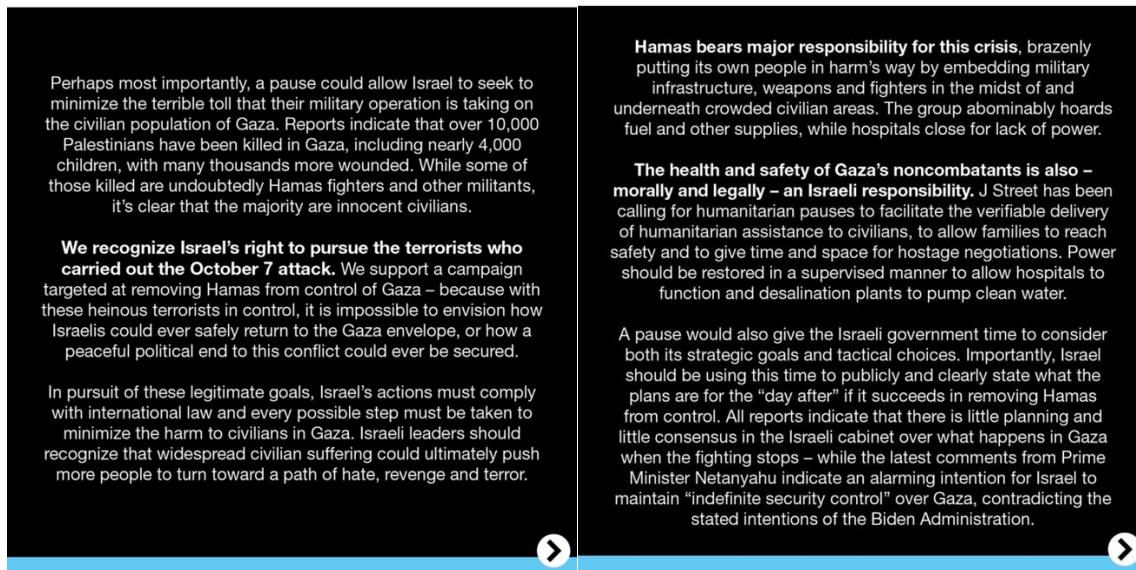 Perhaps most importantly, a pause could allow Israel to seek to
minimize the terrible toll that their military operation is taking on
the civilian population of Gaza. Reports indicate that over 10,000
Palestinians have been killed in Gaza, including nearly 4,000
children, with many thousands more wounded. While some of
those killed are undoubtedly Hamas fighters and other militants,
it's clear that the majority are innocent civilians.
We recognize Israel's right to pursue the terrorists who
carried out the October 7 attack. We support a campaign
targeted at removing Hamas from control of Gaza – because with
these heinous terrorists in control, it is impossible to envision how
Israelis could ever safely return to the Gaza envelope, or how a
peaceful political end to this conflict could ever be secured.
In pursuit of these legitimate goals, Israel's actions must comply
with international law and every possible step must be taken to
minimize the harm to civilians in Gaza. Israeli leaders should
recognize that widespread civilian suffering could ultimately push
more people to turn toward a path of hate, revenge and terror.
Hamas bears major responsibility for this crisis, brazenly
putting its own people in harm's way by embedding military
infrastructure, weapons and fighters in the midst of and
underneath crowded civilian areas. The group abominably hoards
fuel and other supplies, while hospitals close for lack of power.
The health and safety of Gaza's noncombatants is also –
morally and legally – an Israeli responsibility. J Street has been
calling for humanitarian pauses to facilitate the verifiable delivery
of humanitarian assistance to civilians, to allow families to reach
safety and to give time and space for hostage negotiations. Power
should be restored in a supervised manner to allow hospitals to
function and desalination plants to pump clean water.
A pause would also give the Israeli government time to consider
both its strategic goals and tactical choices. Importantly, Israel
should be using this time to publicly and clearly state what the
plans are for the “day after” if it succeeds in removing Hamas
from control. All reports indicate that there is little planning and
little consensus in the Israeli cabinet over what happens in Gaza
when the fighting stops – while the latest comments from Prime
Minister Netanyahu indicate an alarming intention for Israel to
maintain “indefinite security control” over Gaza, contradicting the
stated intentions of the Biden Administration.